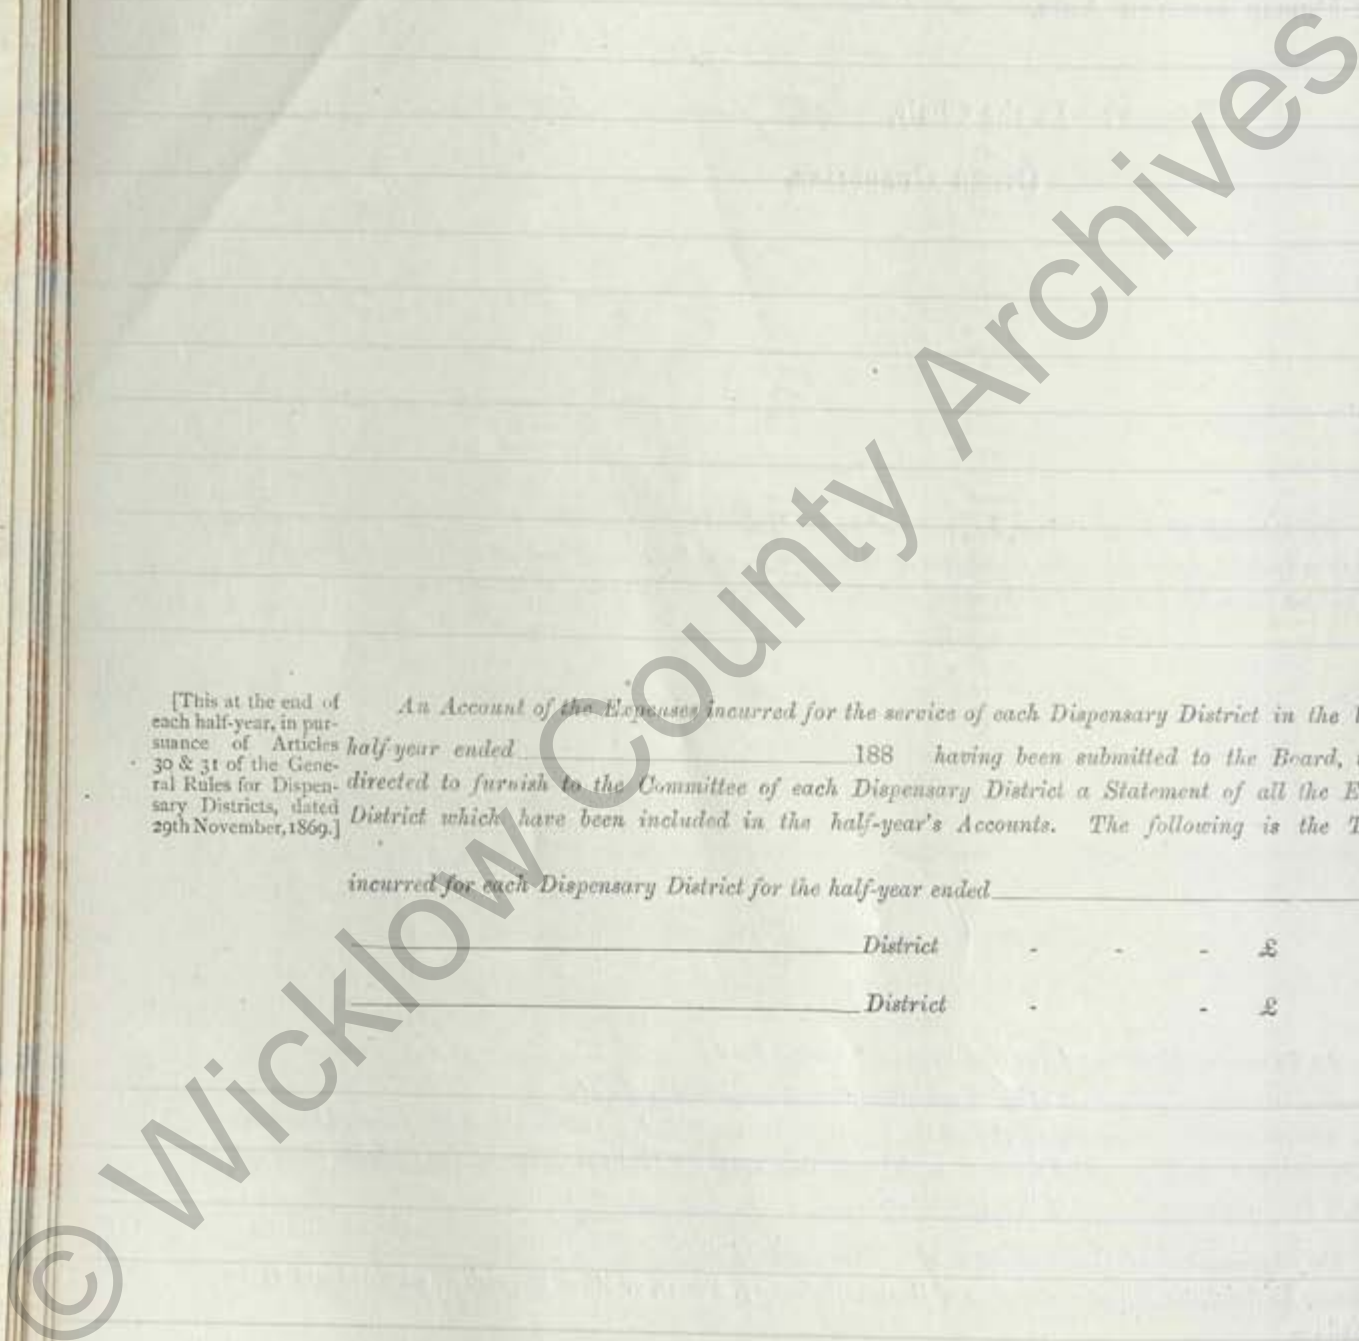 [This at the end of
each half-year, in pur-
suance of Articles
30 & 31 of the Gene-
ral Rules for Dispen-
sary Districts, dated
29th November, 1869.]
An Account of the Expenses incurred for the service of each Dispensary District in the
half-year ended 188 having been submitted to the Board,
directed to furnish to the Committee of each Dispensary District a Statement of all the E
District which have been included in the half-year's Accounts. The following is the T
incurred for each Dispensary District for the half-year ended
District - - - £
District - - £
© Wicklow County Archives